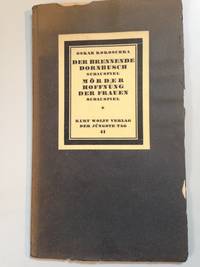 OSKAR KOKOSCHKA
DER BRENNENDE
DORNBUSCH
SCHAUSPIEL
MÖRDER
HOFFNUNG
DER FRAUEN
SCHAUSPIEL
*
KURT WOLFF VERLAG
DER JÜNGSTE TAG
41